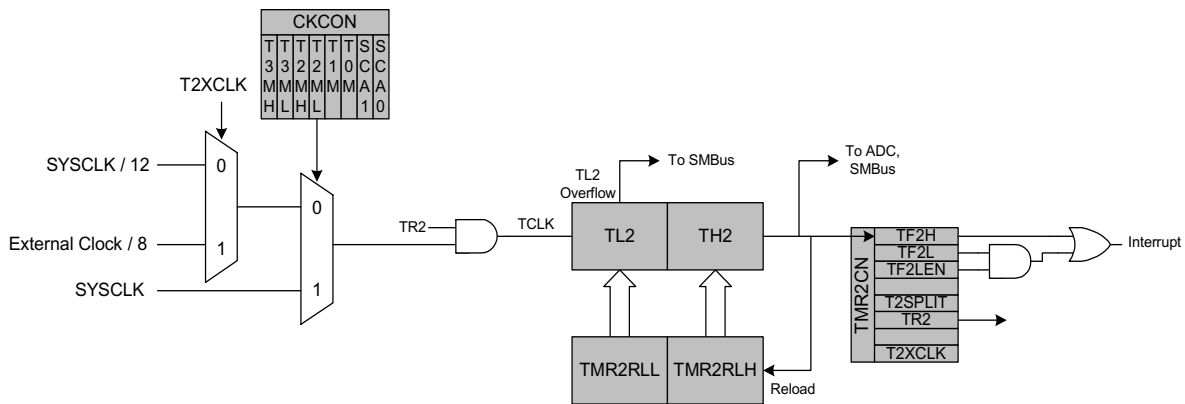 CKCON
T3MH
T3ML
T2MH
T2ML
T1M
T0M
SCA1
SCA0
T2XCLK
SYSCLK / 12
0
1
External Clock / 8
SYSCLK
0
1
TR2
TCLK
TL2
Overflow
To SMBus
To ADC,
SMBus
TL2
TH2
TMR2RLL
TMR2RLH
Reload
TMR2CN
TF2H
TF2L
TF2LEN
T2SPLIT
TR2
T2XCLK
Interrupt